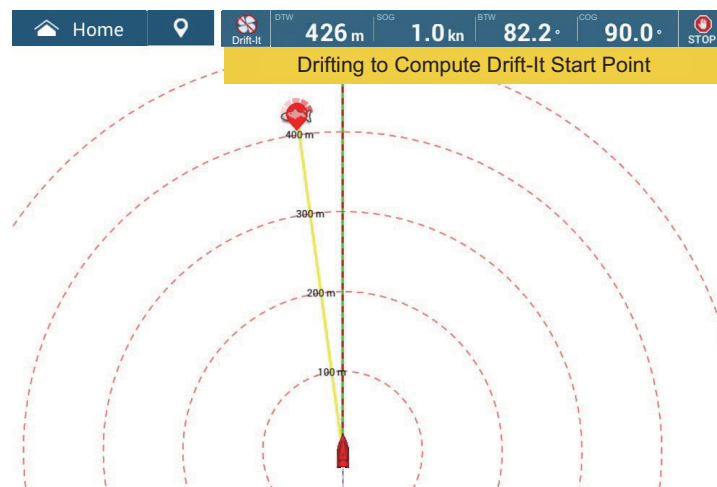 Home
Drift-It
DTW 426 m
SOG 1.0 kn
BTW 82.2 °
COG 90.0 °
STOP
Drifting to Compute Drift-It Start Point
400 m
300 m
200 m
100 m